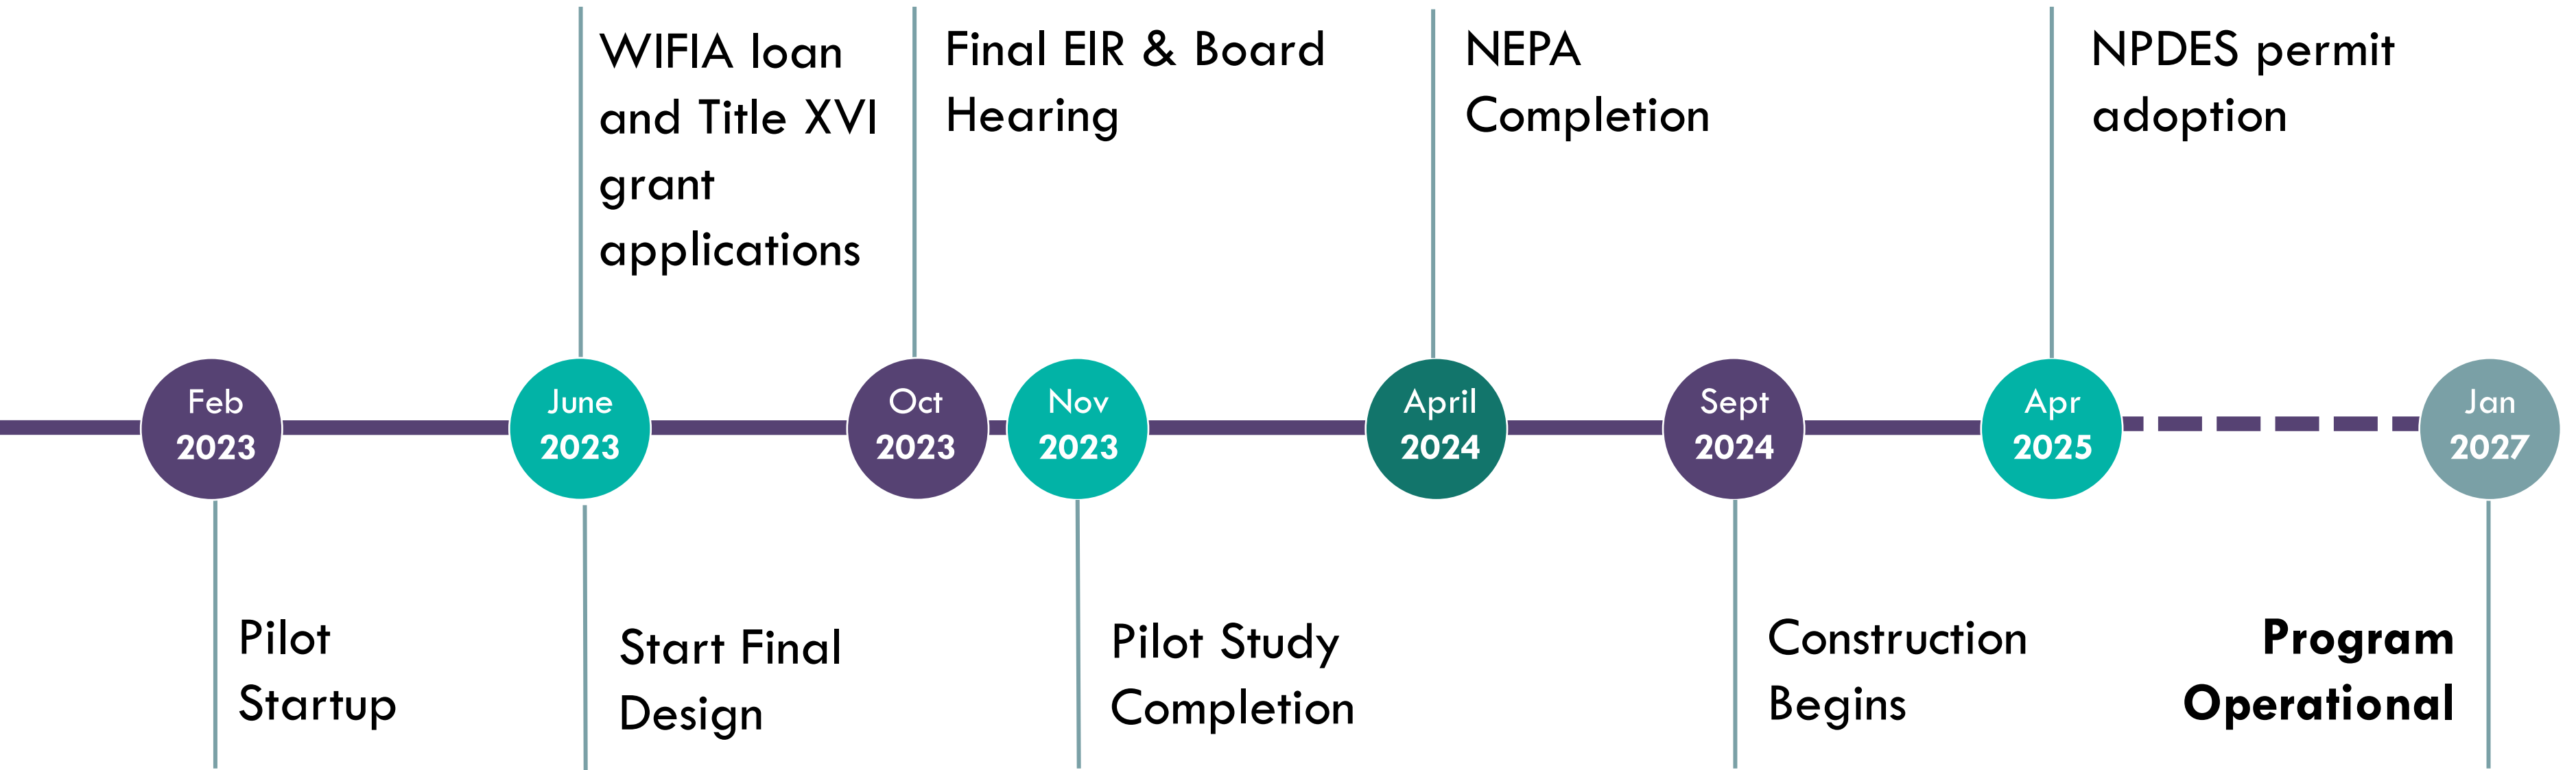 WIFIA loan
and Title XVI
grant
applications
Final EIR & Board
Hearing
NEPA
Completion
NPDES permit
adoption
Feb
2023
June
2023
Oct
2023
Nov
2023
April
2024
Sept
2024
Apr
2025
Jan
2027
Pilot
Startup
Start Final
Design
Pilot Study
Completion
Construction
Begins
Program
Operational